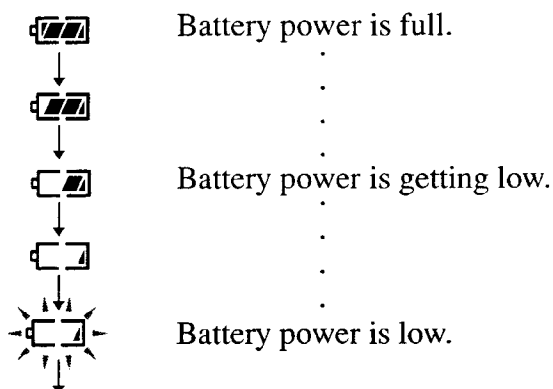 Battery power is full.
Battery power is getting low.
Battery power is low.